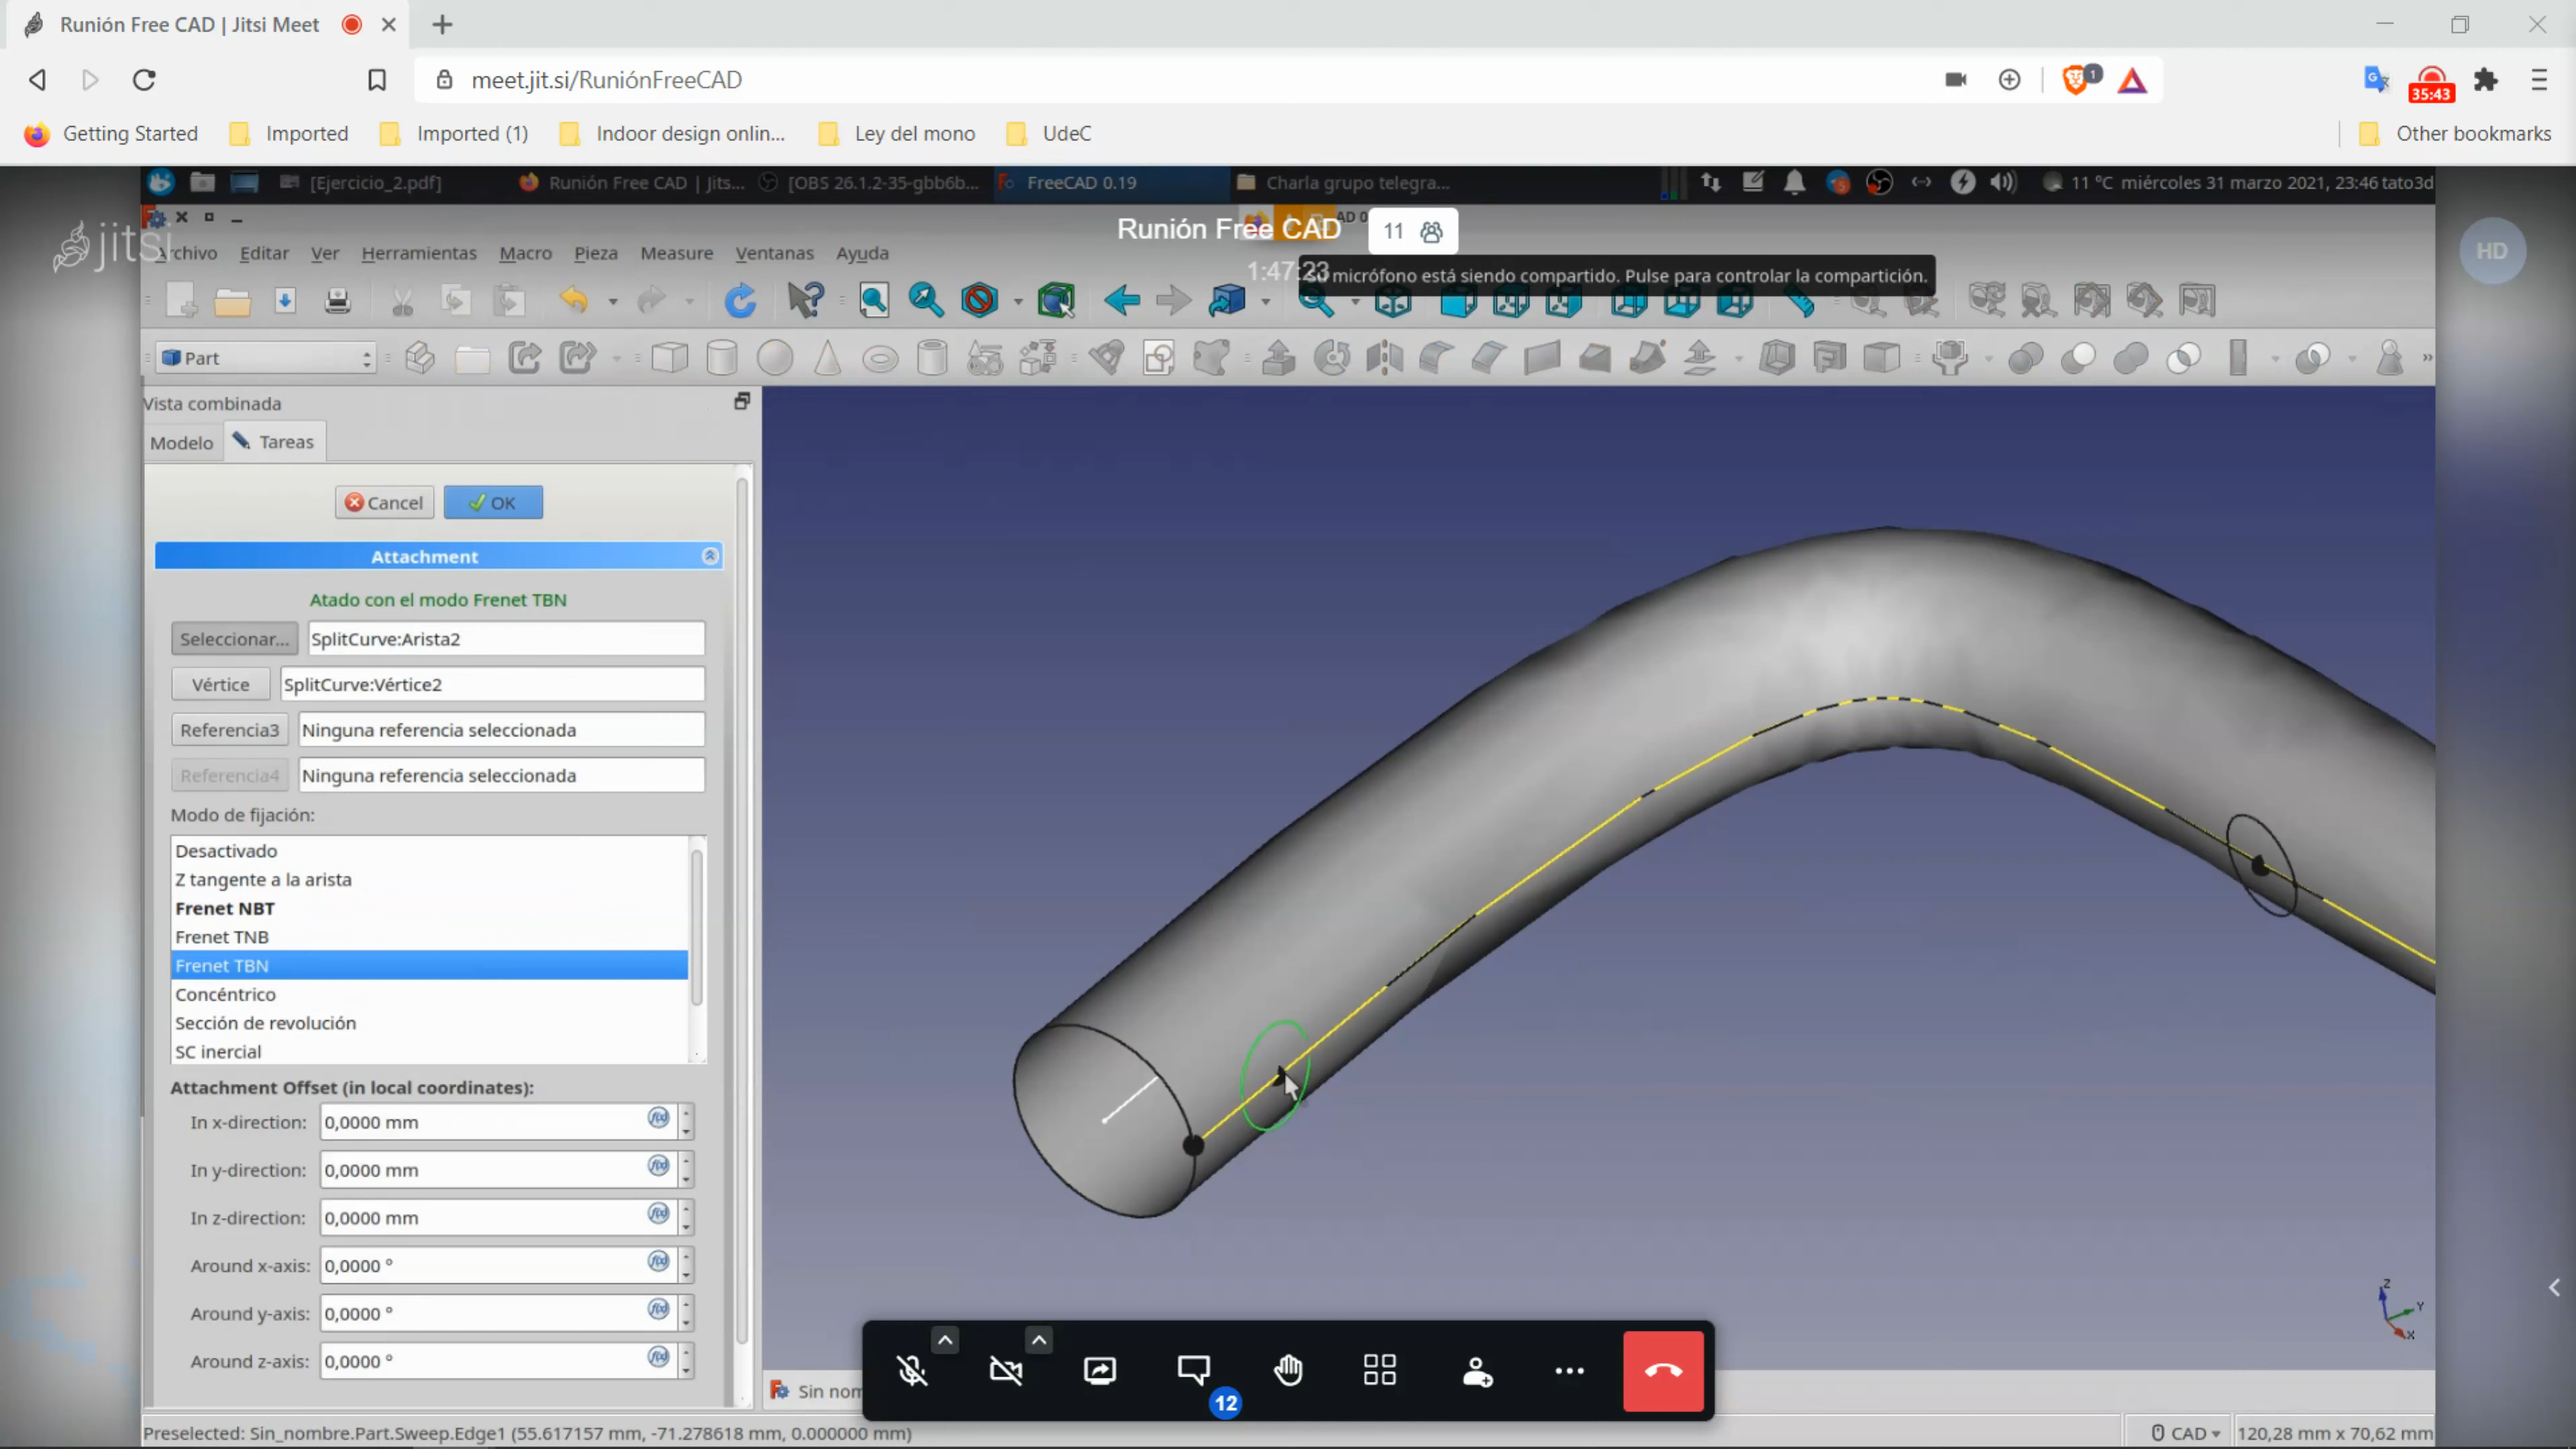 Runión Free CAD | Jitsi Meet
meet.jit.si/RuniónFreeCAD
1
35:43
Getting Started
Imported
Imported (1)
Indoor design onlin...
Ley del mono
UdeC
Other bookmarks
[Ejercicio_2.pdf]
Runión Free CAD | Jits...
[OBS 26.1.2-35-gbb6b...
FreeCAD 0.19
Charla grupo telegra...
11 °C miércoles 31 marzo 2021, 23:46 tato3d
jitsi
Runión Free CAD
11
HD
Archivo
Editar
Ver
Herramientas
Macro
Pieza
Measure
Ventanas
Ayuda
1:47:23
micrófono está siendo compartido. Pulse para controlar la compartición.
Part
Vista combinada
Modelo
Tareas
Cancel
OK
Attachment
Atado con el modo Frenet TBN
Seleccionar...
SplitCurve:Arista2
Vértice
SplitCurve:Vértice2
Referencia3
Ninguna referencia seleccionada
Referencia4
Ninguna referencia seleccionada
Modo de fijación:
Desactivado
Z tangente a la arista
Frenet NBT
Frenet TNB
Frenet TBN
Concéntrico
Sección de revolución
SC inercial
Attachment Offset (in local coordinates):
In x-direction:
0,0000 mm
In y-direction:
0,0000 mm
In z-direction:
0,0000 mm
Around x-axis:
0,0000 °
Around y-axis:
0,0000 °
Around z-axis:
0,0000 °
Z
Y
X
Sin nom
12
Preselected: Sin_nombre.Part.Sweep.Edge1 (55.617157 mm, -71.278618 mm, 0.000000 mm)
CAD
120,28 mm x 70,62 mm